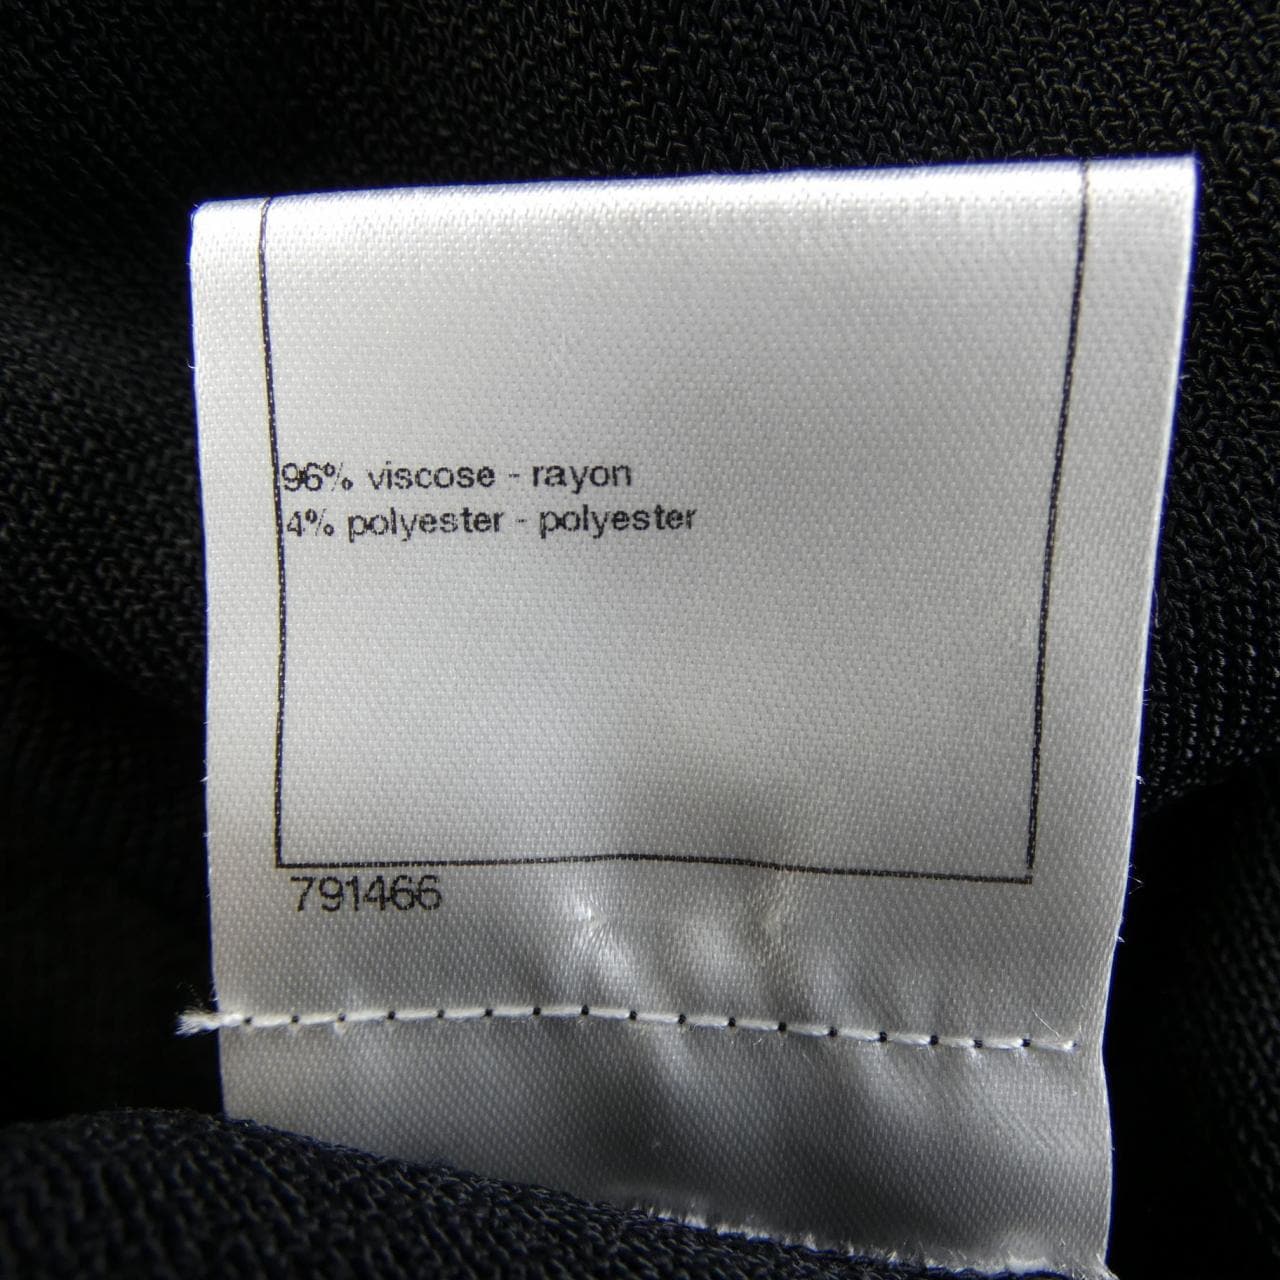 96% viscose - rayon
4% polyester - polyester
791466